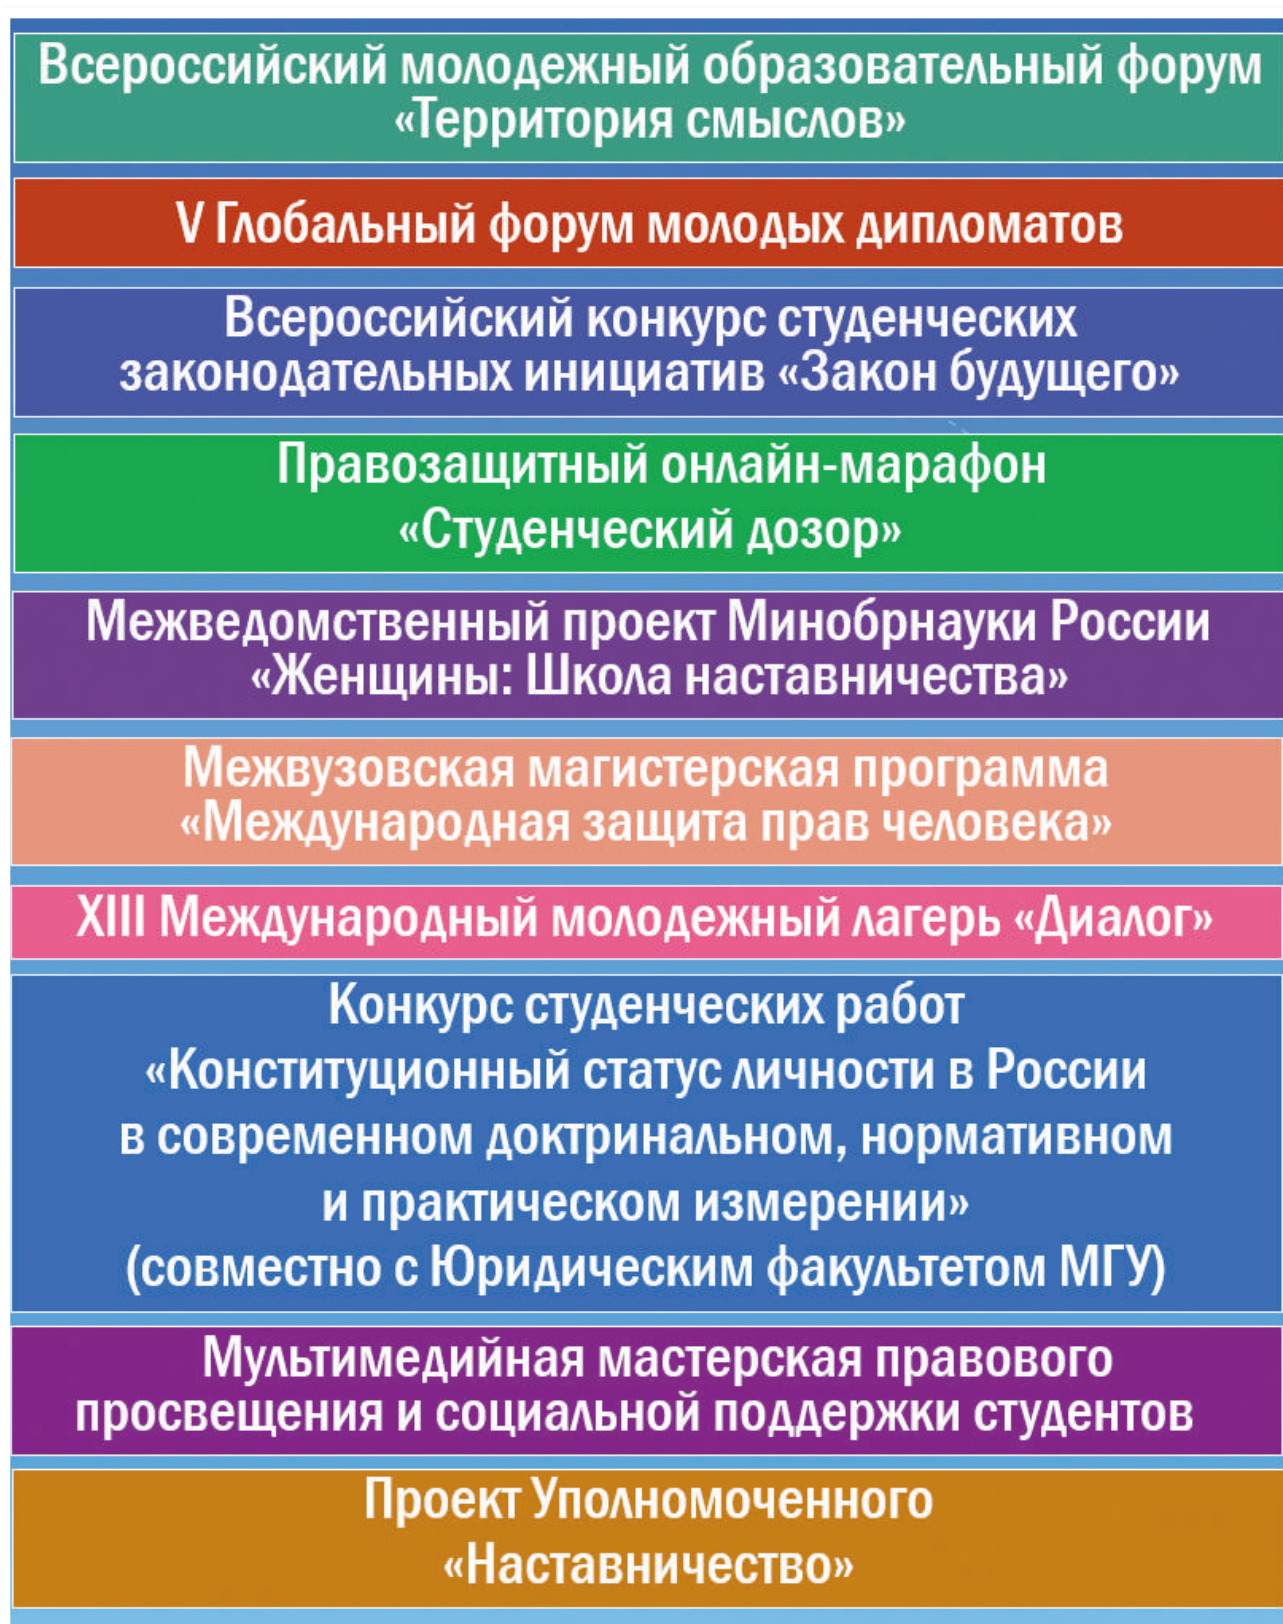 Всероссийский молодежный образовательный форум
«Территория смыслов»
V Глобальный форум молодых дипломатов
Всероссийский конкурс студенческих
законодательных инициатив «Закон будущего»
Правозащитный онлайн-марафон
«Студенческий дозор»
Межведомственный проект Минобрнауки России
«Женщины: Школа наставничества»
Межвузовская магистерская программа
«Международная защита прав человека»
XIII Международный молодежный лагерь «Диалог»
Конкурс студенческих работ
«Конституционный статус личности в России
в современном доктринальном, нормативном
и практическом измерении»
(совместно с Юридическим факультетом МГУ)
Мультимедийная мастерская правового
просвещения и социальной поддержки студентов
Проект Уполномоченного
«Наставничество»